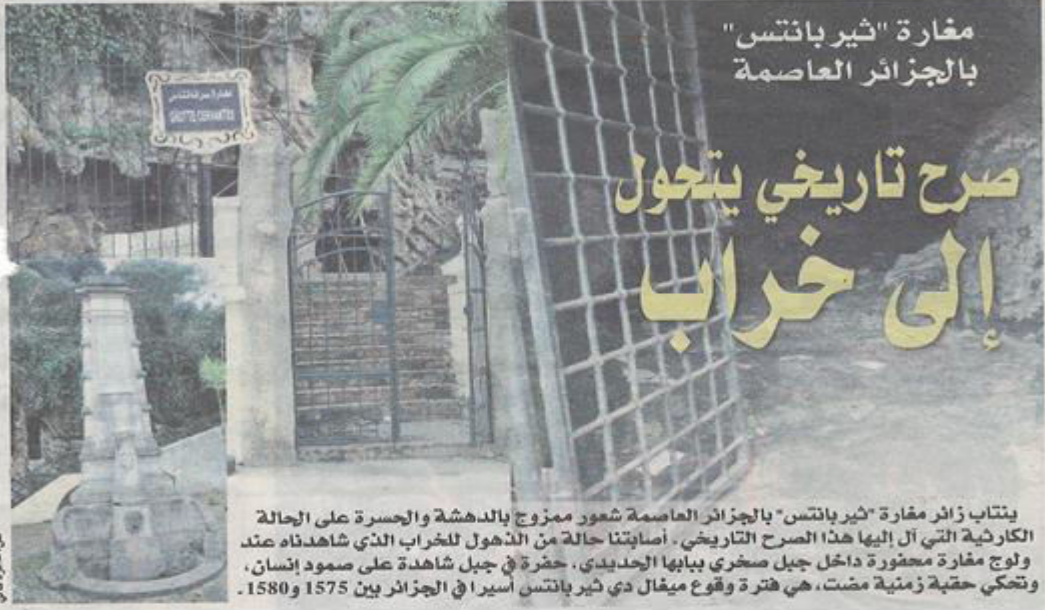 مغارة "ثيربانتس"
بالجزائر العاصمة
صرح تاريخي يتحول
إلى خراب
GROTTE CERVANTES
ينتاب زائر مغارة "ثيربانتس" بالجزائر العاصمة شعور ممزوج بالدهشة والحسرة على الحالة
الكارثية التي آل إليها هذا الصرح التاريخي. أصابتنا حالة من الذهول للخراب الذي شاهدناه عند
ولوج مغارة محفورة داخل جبل صخري ببابها الحديدي، حفرة في جبل شاهدة على صمود إنسان،
وتحكي حقبة زمنية مضت، هي فترة وقوع ميغال دي ثيربانتس أسيرا في الجزائر بين 1575 و1580.